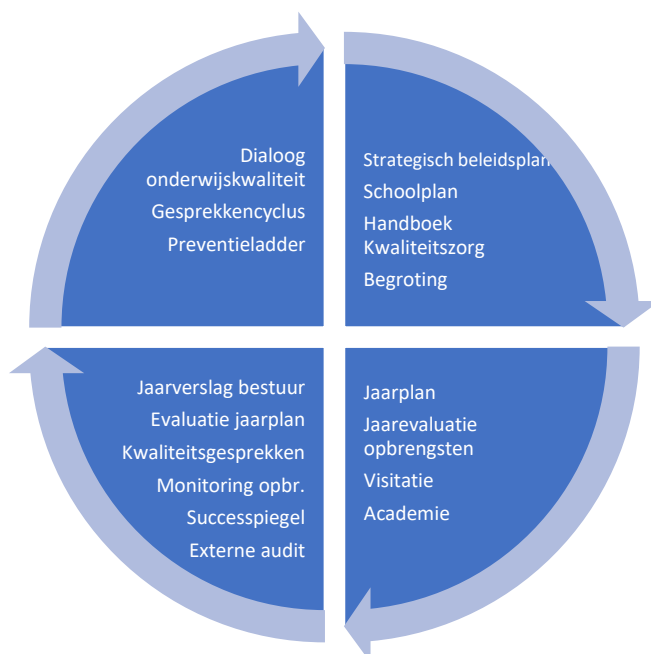 Dialoog
onderwijskwaliteit
Gesprekkencyclus
Preventieladder
Strategisch beleidsplan
Schoolplan
Handboek
Kwaliteitszorg
Begroting
Jaarverslag bestuur
Evaluatie jaarplan
Kwaliteitsgesprekken
Monitoring opbr.
Successpiegel
Externe audit
Jaarplan
Jaarevaluatie
opbrengsten
Visitatie
Academie